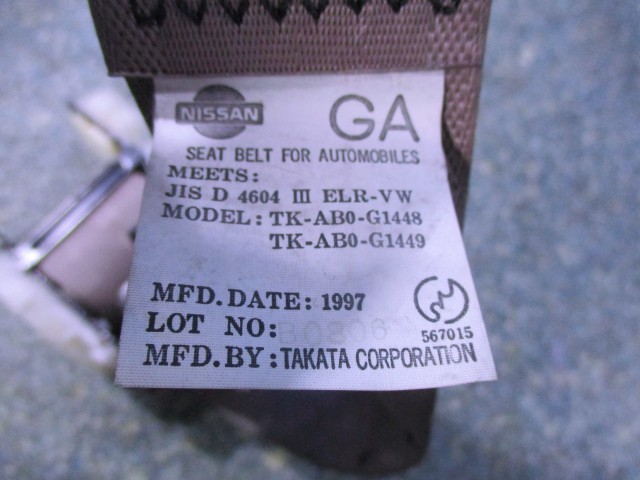 NISSAN
GA
SEAT BELT FOR AUTOMOBILES
MEETS:
JIS D 4604 III ELR-VW
MODEL: TK-AB0-G1448
TK-AB0-G1449
MFD. DATE: 1997
LOT NO:
567015
MFD. BY: TAKATA CORPORATION